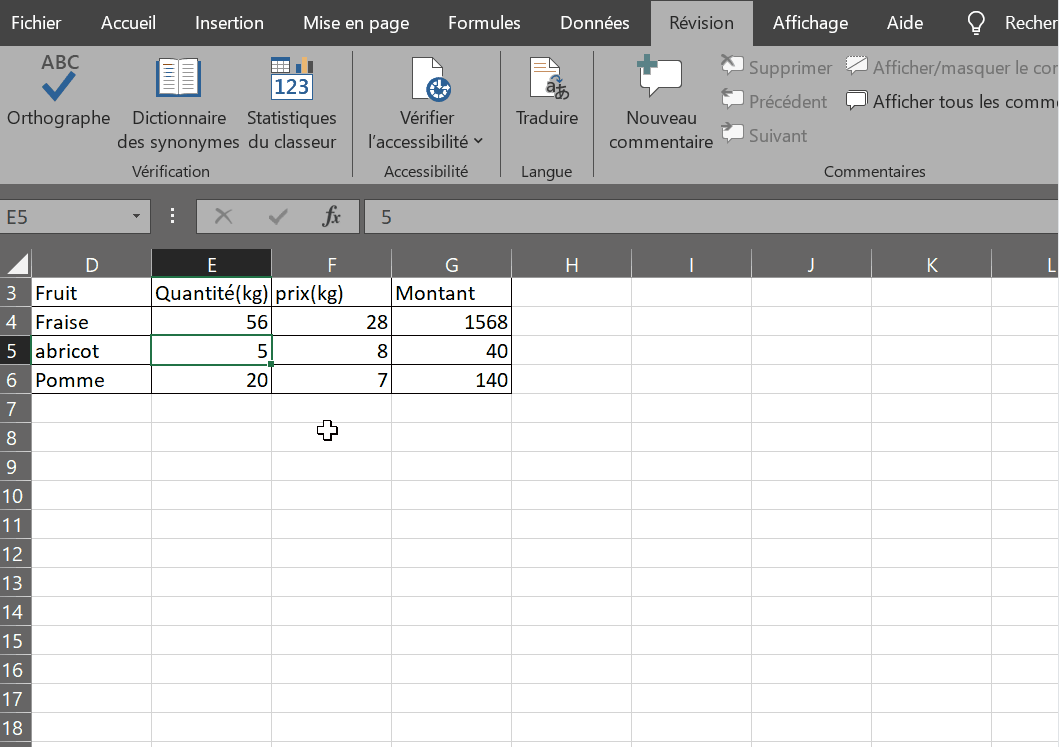 Fichier Accueil Insertion Mise en page Formules Données Révision Affichage Aide Recher
ABC
Orthographe
Dictionnaire
des synonymes
123
Statistiques
du classeur
Vérification
Vérifier
l'accessibilité
Accessibilité
Traduire
Langue
Nouveau
commentaire
Supprimer
Précédent
Suivant
Afficher/masquer le cor
Afficher tous les comme
Commentaires
E5 fx 5
D E F G H I J K L
3 Fruit Quantité(kg) prix(kg) Montant
4 Fraise 56 28 1568
5 abricot 5 8 40
6 Pomme 20 7 140
7
8
9
10
11
12
13
14
15
16
17
18